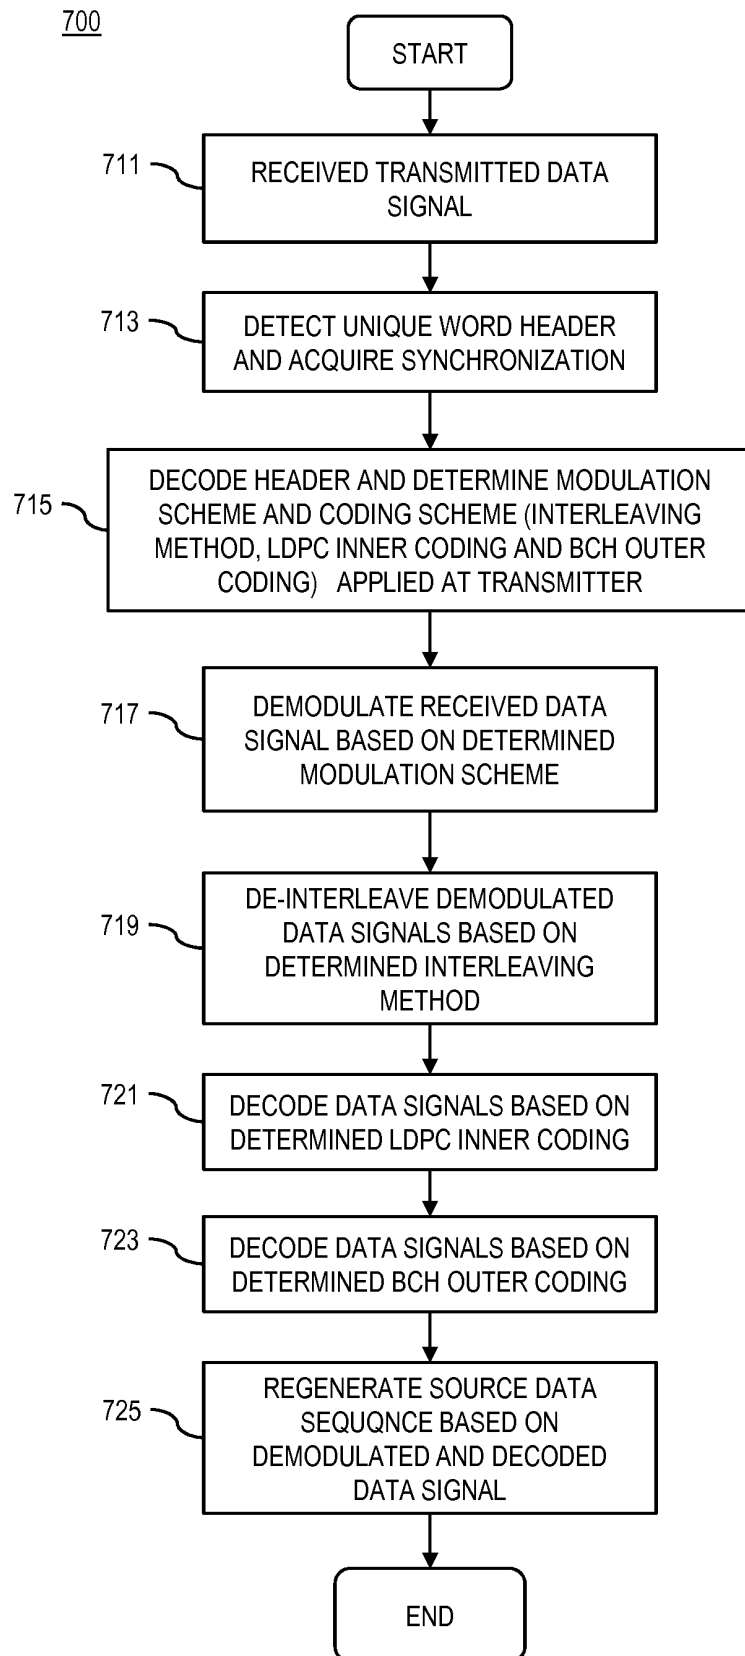 700
START
711
RECEIVED TRANSMITTED DATA
SIGNAL
713
DETECT UNIQUE WORD HEADER
AND ACQUIRE SYNCHRONIZATION
715
DECODE HEADER AND DETERMINE MODULATION
SCHEME AND CODING SCHEME (INTERLEAVING
METHOD, LDPC INNER CODING AND BCH OUTER
CODING) APPLIED AT TRANSMITTER
717
DEMODULATE RECEIVED DATA
SIGNAL BASED ON DETERMINED
MODULATION SCHEME
719
DE-INTERLEAVE DEMODULATED
DATA SIGNALS BASED ON
DETERMINED INTERLEAVING
METHOD
721
DECODE DATA SIGNALS BASED ON
DETERMINED LDPC INNER CODING
723
DECODE DATA SIGNALS BASED ON
DETERMINED BCH OUTER CODING
725
REGENERATE SOURCE DATA
SEQUQNCE BASED ON
DEMODULATED AND DECODED
DATA SIGNAL
END